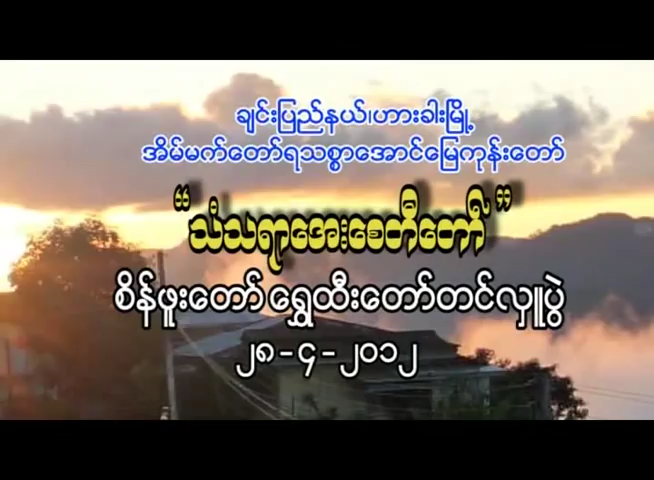 ချင်းပြည်နယ်၊ဟားခါးမြို့
အိမ်မက်တော်ရသစ္စာအောင်မြေကုန်းတော်
“သံသရာအေးစေတီတော်”
စိန်ဖူးတော်ရွှေထီးတော်တင်လှူပွဲ
၂၈-၄-၂၀၁၂